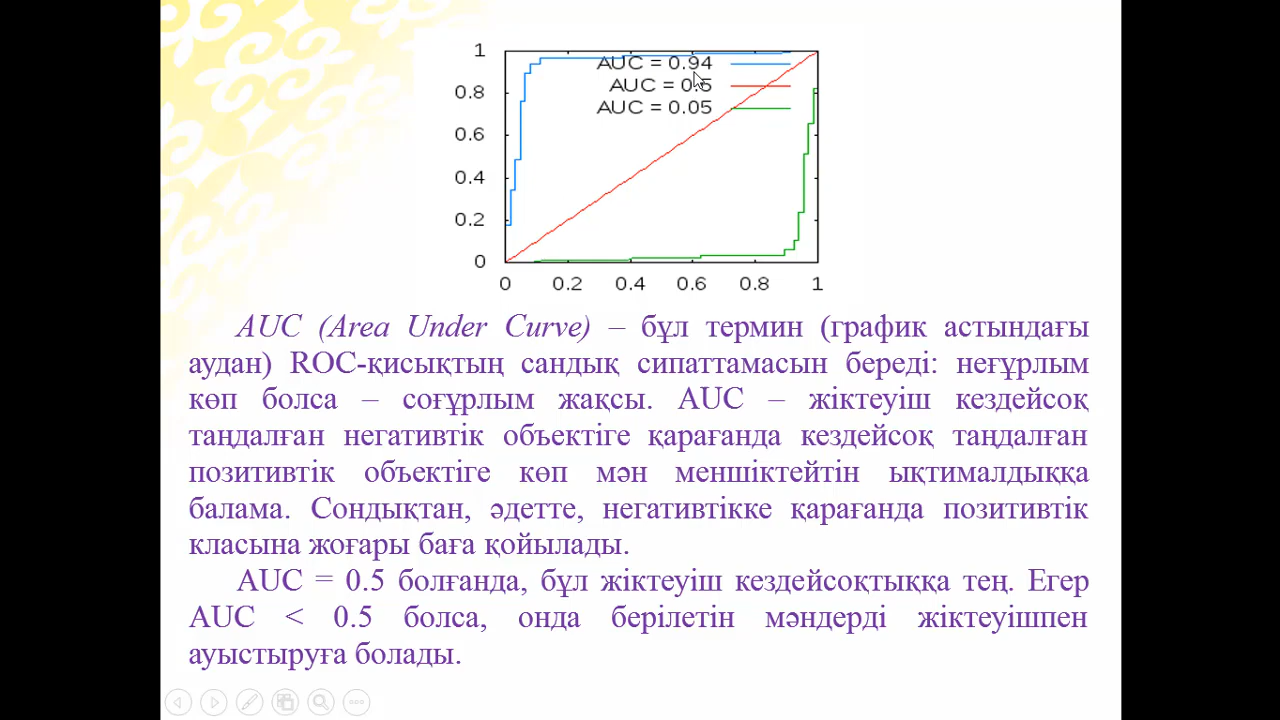 1
0.8
0.6
0.4
0.2
0
AUC = 0.94
AUC = 0.5
AUC = 0.05
0 0.2 0.4 0.6 0.8 1
AUC (Area Under Curve) – бұл термин (график астындағы
аудан) ROC-қисықтың сандық сипаттамасын береді: неғұрлым
көп болса – соғұрлым жақсы. AUC – жіктеуіш кездейсоқ
таңдалған негативтік объектіге қарағанда кездейсоқ таңдалған
позитивтік объектіге көп мән меншіктейтін ықтималдыққа
балама. Сондықтан, әдетте, негативтікке қарағанда позитивтік
класына жоғары баға қойылады.
AUC = 0.5 болғанда, бұл жіктеуіш кездейсоқтыққа тең. Егер
AUC < 0.5 болса, онда берілетін мәндерді жіктеуішпен
ауыстыруға болады.